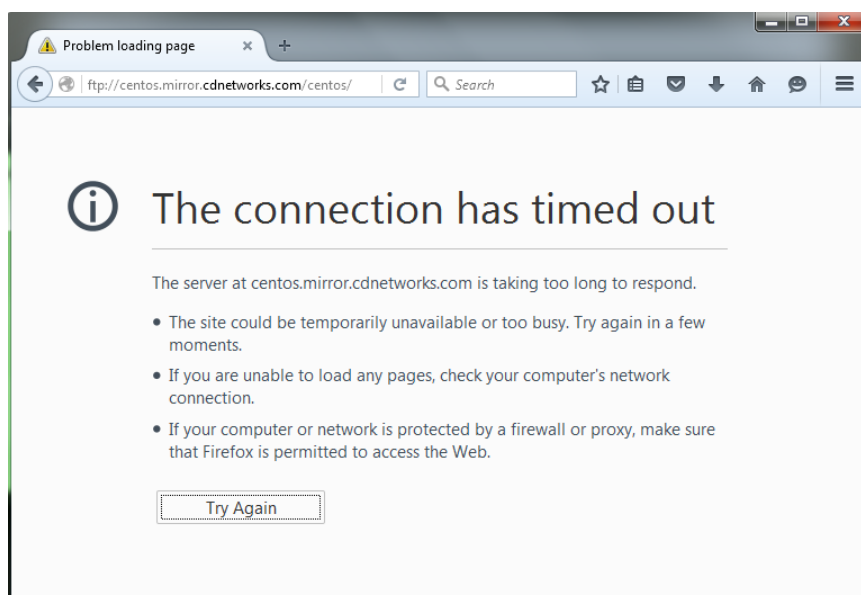 Problem loading page
ftp://centos.mirror.cdnetworks.com/centos/
Search
The connection has timed out
The server at centos.mirror.cdnetworks.com is taking too long to respond.
• The site could be temporarily unavailable or too busy. Try again in a few
moments.
• If you are unable to load any pages, check your computer's network
connection.
• If your computer or network is protected by a firewall or proxy, make sure
that Firefox is permitted to access the Web.
Try Again